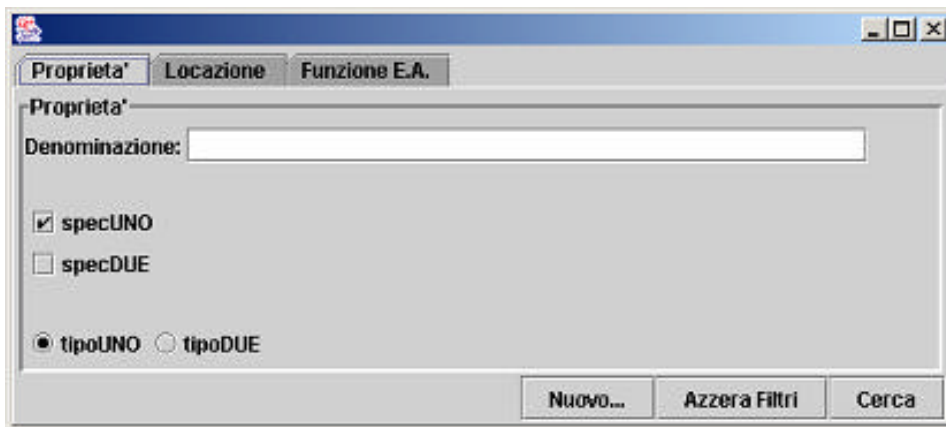 Proprieta' Locazione Funzione E.A.
Proprieta'
Denominazione:
specUNO
specDUE
tipoUNO tipoDUE
Nuovo... Azzera Filtri Cerca